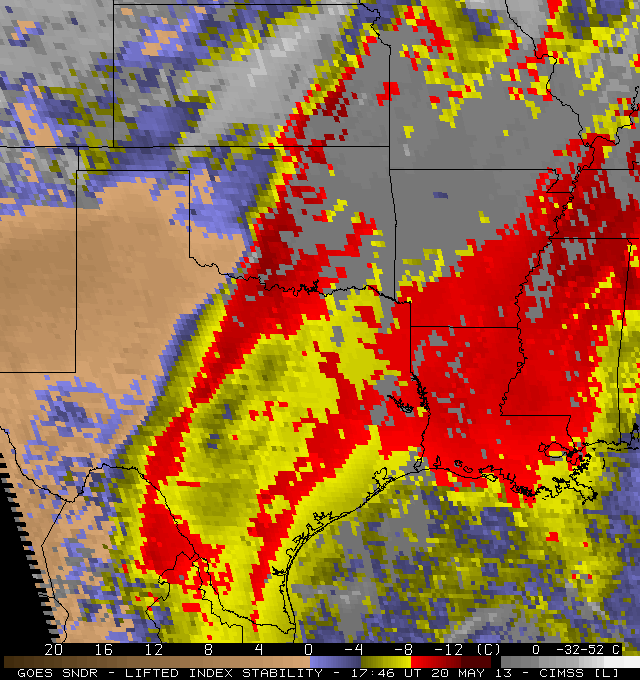 20 16 12 8 4 0 -4 -8 -12 (C) 0 -32-52 C
GOES SNDR - LIFTED INDEX STABILITY - 17:46 UT 20 MAY 13 - CIMSS [L]